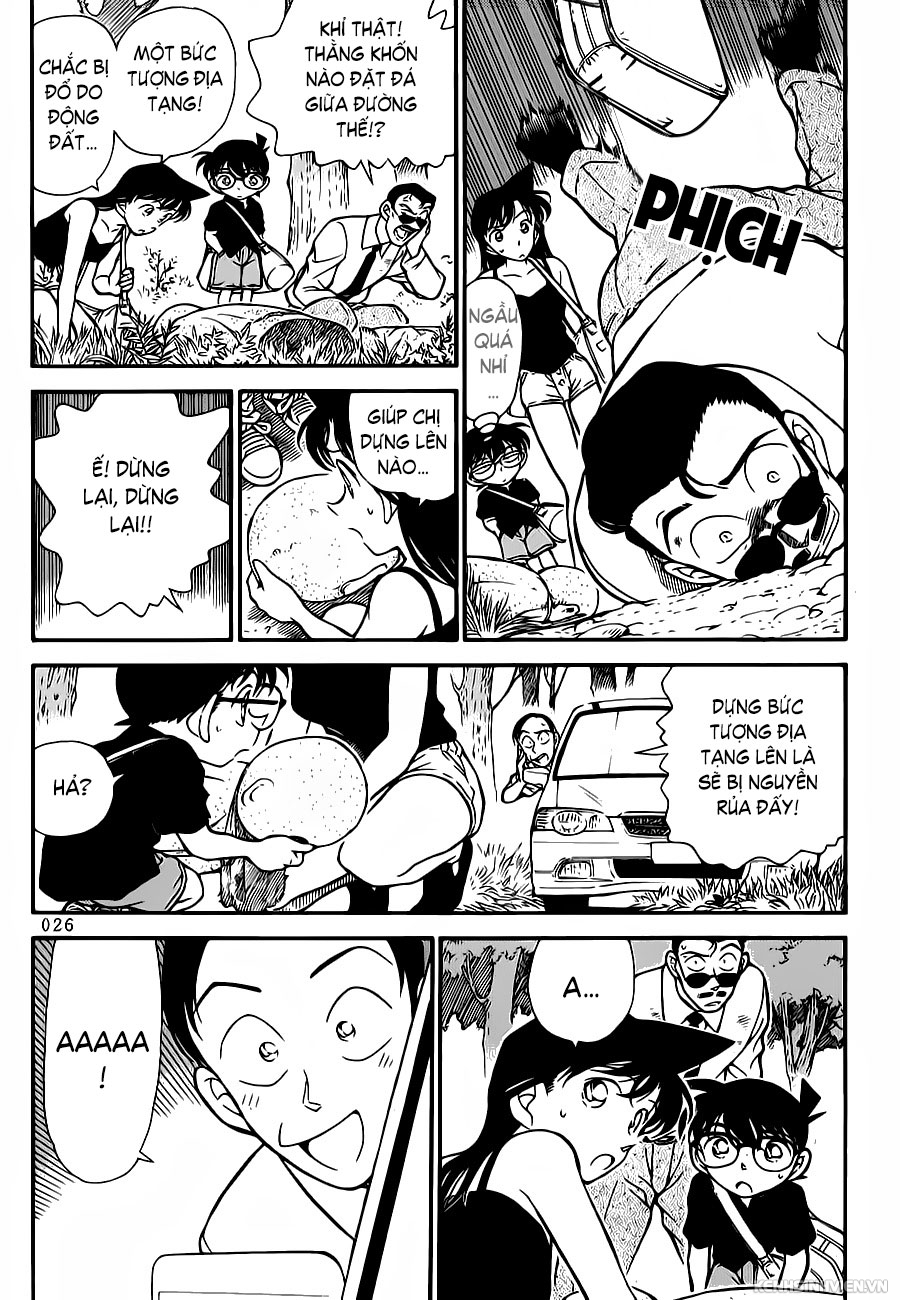 PHỊCH
NGẦU
QUÁ
NHỈ
...
KHỈ THẬT!
THẰNG KHỐN
NÀO ĐẶT ĐÁ
GIỮA ĐƯỜNG
THẾ!?
MỘT BỨC
TƯỢNG ĐỊA
TẠNG!
CHẮC BỊ
ĐỔ DO
ĐỘNG
ĐẤT...
GIÚP CHỊ
DỰNG LÊN
NÀO...
Ế! DỪNG
LẠI, DỪNG
LẠI!!
DỰNG BỨC
TƯỢNG ĐỊA
TẠNG LÊN LÀ
SẼ BỊ NGUYỀN
RỦA ĐẤY!
HẢ?
026
A...
AAAAA
!
KENHSINHVIEN.VN